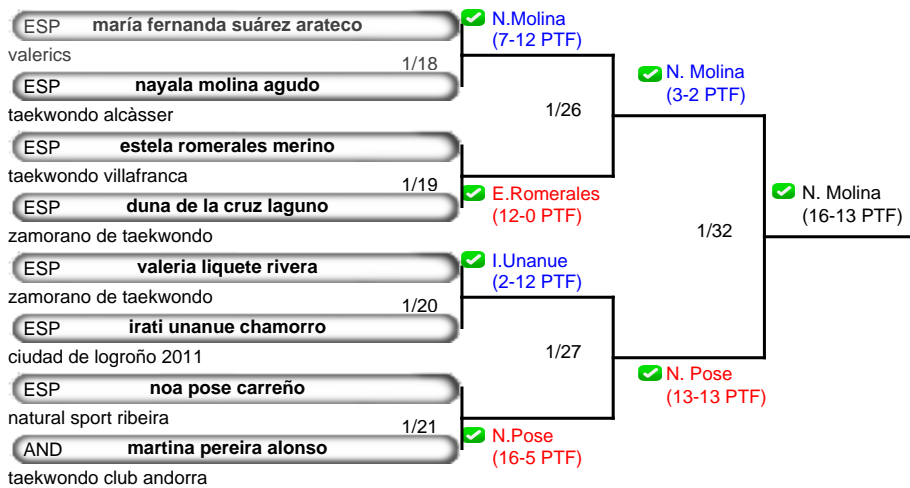 ESP maría fernanda suárez arateco
valerics
1/18
ESP nayala molina agudo
taekwondo alcàsser
ESP estela romerales merino
taekwondo villafranca
1/19
ESP duna de la cruz laguno
zamorano de taekwondo
ESP valeria liquete rivera
zamorano de taekwondo
1/20
ESP irati unanue chamorro
ciudad de logroño 2011
ESP noa pose carreño
natural sport ribeira
1/21
AND martina pereira alonso
taekwondo club andorra
N.Molina
(7-12 PTF)
E.Romerales
(12-0 PTF)
I.Unanue
(2-12 PTF)
N.Pose
(16-5 PTF)
1/26
1/27
N. Molina
(3-2 PTF)
N. Pose
(13-13 PTF)
1/32
N. Molina
(16-13 PTF)